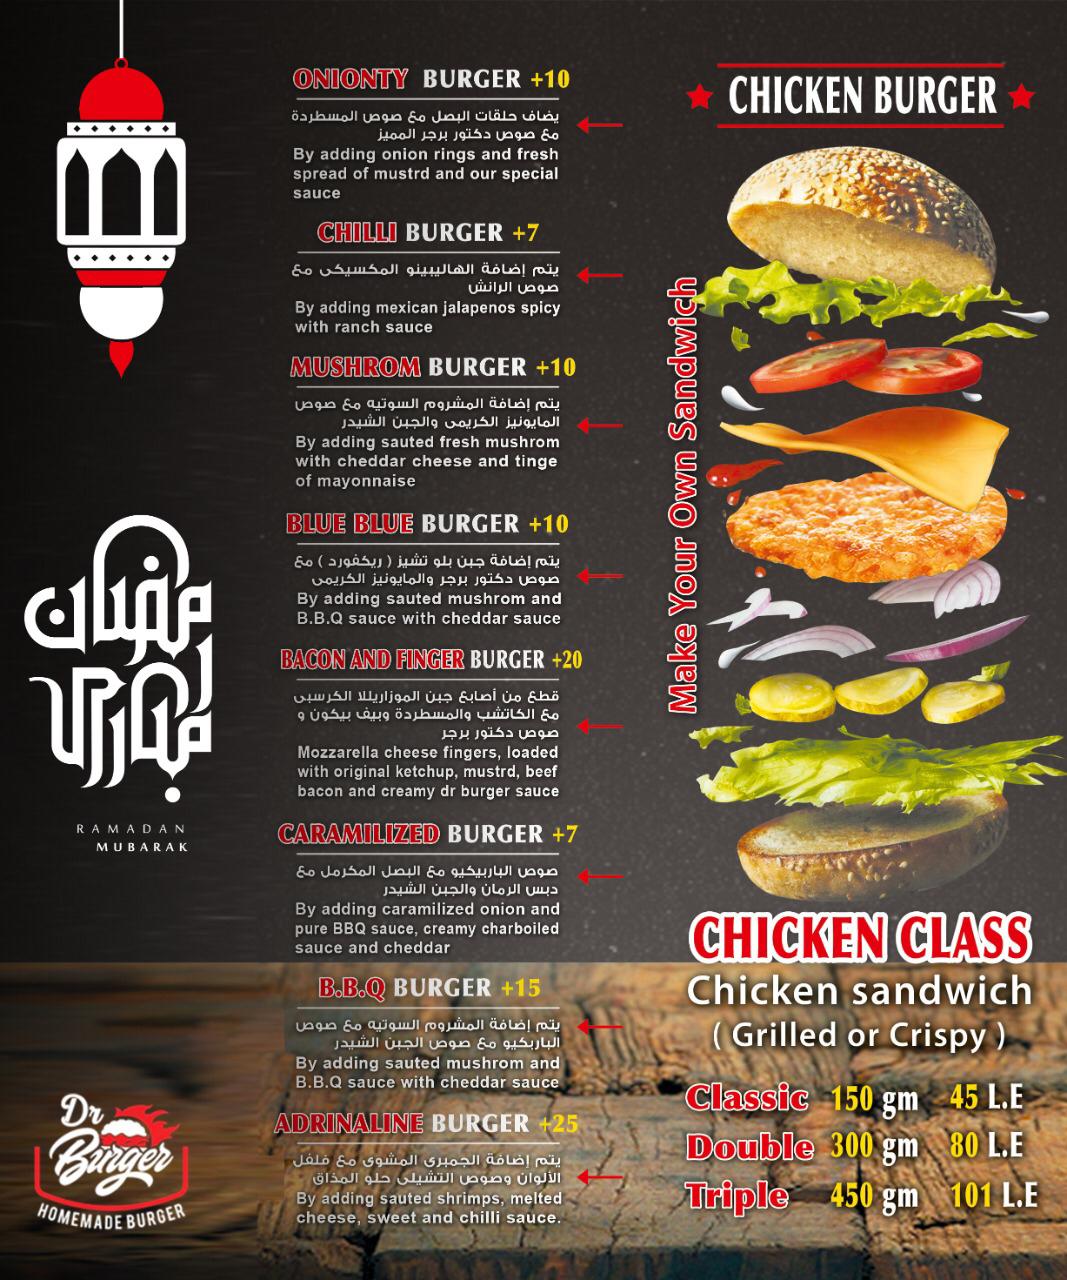 ONIONTY BURGER +10
يضاف حلقات البصل مع صوص المسطردة
مع صوص دكتور برجر المميز
By adding onion rings and fresh
spread of mustrd and our special
sauce
CHILLI BURGER +7
يتم إضافة الهاليبينو المكسيكى مع
صوص الرانش
By adding mexican jalapenos spicy
with ranch sauce
MUSHROM BURGER +10
يتم إضافة المشروم السوتيه مع صوص
المايونيز الكريمى والجبن الشيدر
By adding sauted fresh mushrom
with cheddar cheese and tinge
of mayonnaise
BLUE BLUE BURGER +10
يتم إضافة جبن بلو تشيز ( ريكفورد ) مع
صوص دكتور برجر والمايونيز الكريمى
By adding sauted mushrom and
B.B.Q sauce with cheddar sauce
BACON AND FINGER BURGER +20
قطع من أصابع جبن الموزاريللا الكرسبى
مع الكاتشب والمسطردة وبيف بيكون و
صوص دكتور برجر
Mozzarella cheese fingers, loaded
with original ketchup, mustrd, beef
bacon and creamy dr burger sauce
CARAMILIZED BURGER +7
صوص الباربيكيو مع البصل المكرمل مع
دبس الرمان والجبن الشيدر
By adding caramilized onion and
pure BBQ sauce, creamy charboiled
sauce and cheddar
B.B.Q BURGER +15
يتم إضافة المشروم السوتيه مع صوص
الباربكيو مع صوص الجبن الشيدر
By adding sauted mushrom and
B.B.Q sauce with cheddar sauce
ADRINALINE BURGER +25
يتم إضافة الجمبرى المشوى مع فلفل
الألوان وصوص التشيلى حلو المذاق
By adding sauted shrimps, melted
cheese, sweet and chilli sauce.
CHICKEN BURGER
Make Your Own Sandwich
CHICKEN CLASS
Chicken sandwich
( Grilled or Crispy )
Classic 150 gm 45 L.E
Double 300 gm 80 L.E
Triple 450 gm 101 L.E
رمضان
مبارك
RAMADAN
MUBARAK
Dr
Burger
HOMEMADE BURGER